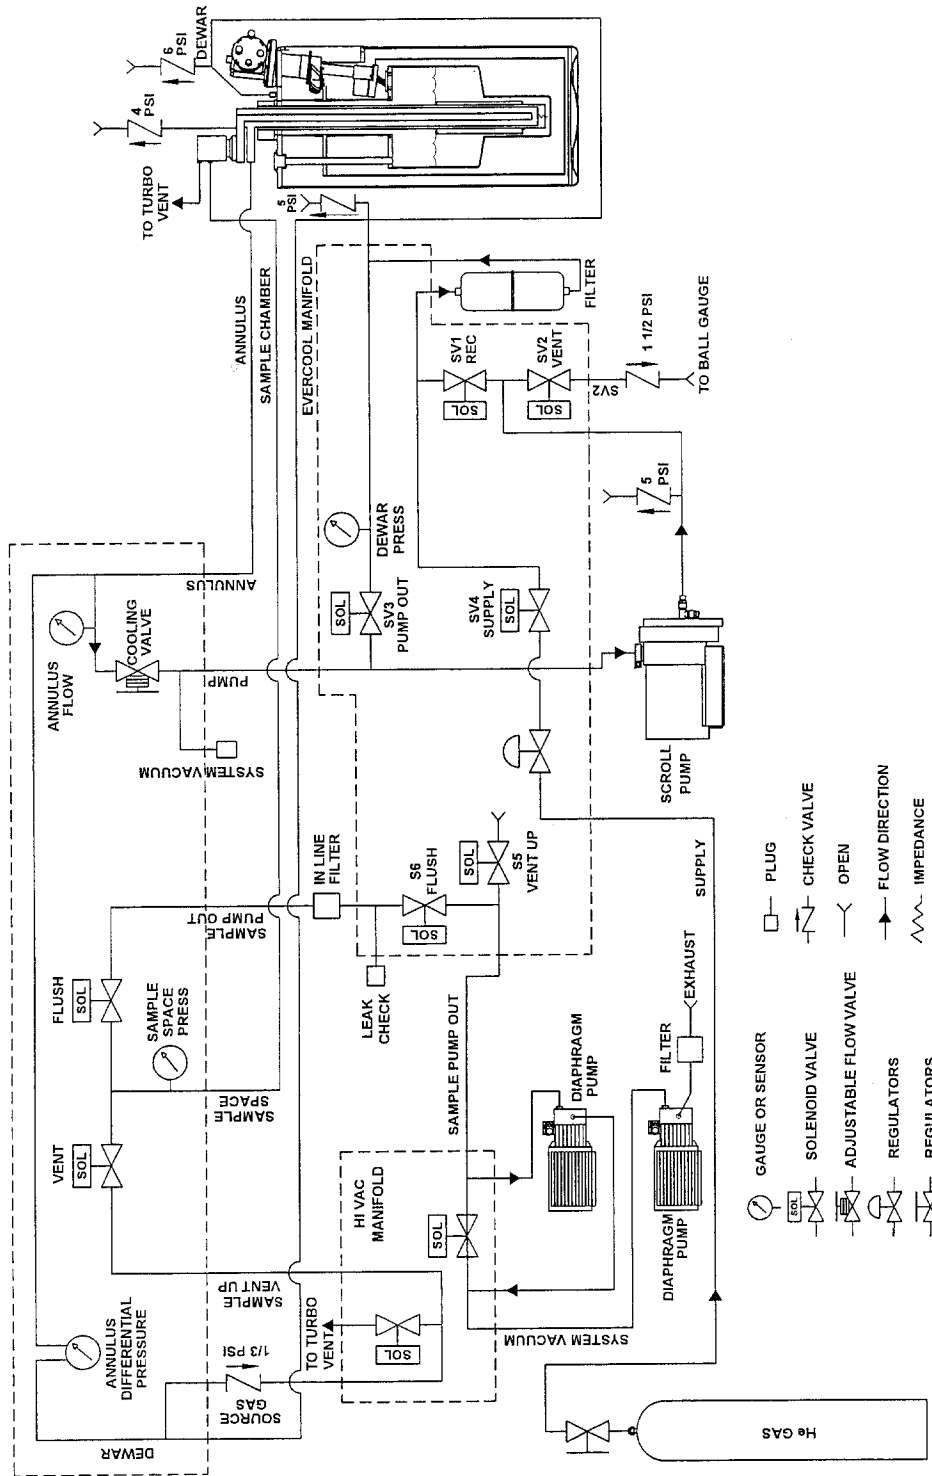 ANNULUS
DIFFERENTIAL
PRESSURE
DEWAR
SOURCE
GAS
1/3 PSI
SAMPLE
VENT UP
VENT
SOL
SAMPLE
SPACE
SAMPLE
SPACE
PRESS
FLUSH
SOL
SAMPLE
PUMP OUT
SYSTEM VACUUM
ANNULUS
FLOW
COOLING
VALVE
PUMP
ANNULUS
ANNULUS
SAMPLE CHAMBER
EVERCOOL MANIFOLD
TO TURBO
VENT
4
PSI
6
PSI
DEWAR
5
PSI
HI VAC
MANIFOLD
TO TURBO
VENT
SOL
SOL
SAMPLE PUMP OUT
SYSTEM VACUUM
LEAK
CHECK
IN LINE
FILTER
SOL
S6
FLUSH
SOL
S5
VENT UP
SOL
SV3
PUMP OUT
DEWAR
PRESS
SOL
SV4
SUPPLY
SOL
SV1
REC
SOL
SV2
VENT
SV2
FILTER
1 1/2 PSI
TO BALL GAUGE
5
PSI
SCROLL
PUMP
DIAPHRAGM
PUMP
DIAPHRAGM
PUMP
FILTER
EXHAUST
SUPPLY
He GAS
GAUGE OR SENSOR
SOL
SOLENOID VALVE
ADJUSTABLE FLOW VALVE
REGULATORS
REGULATORS
PLUG
CHECK VALVE
OPEN
FLOW DIRECTION
IMPEDANCE